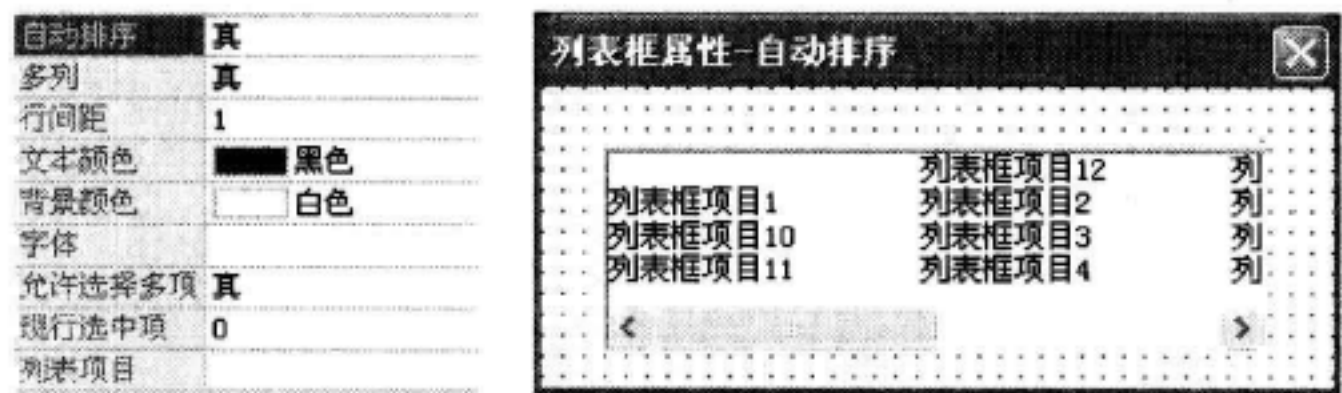 自动排序 真
多列 真
行间距 1
文本颜色 黑色
背景颜色 白色
字体
允许选择多项 真
现行选中项 0
列表项目
列表框属性-自动排序
列表框项目12 列
列表框项目1 列表框项目2 列
列表框项目10 列表框项目3 列
列表框项目11 列表框项目4 列